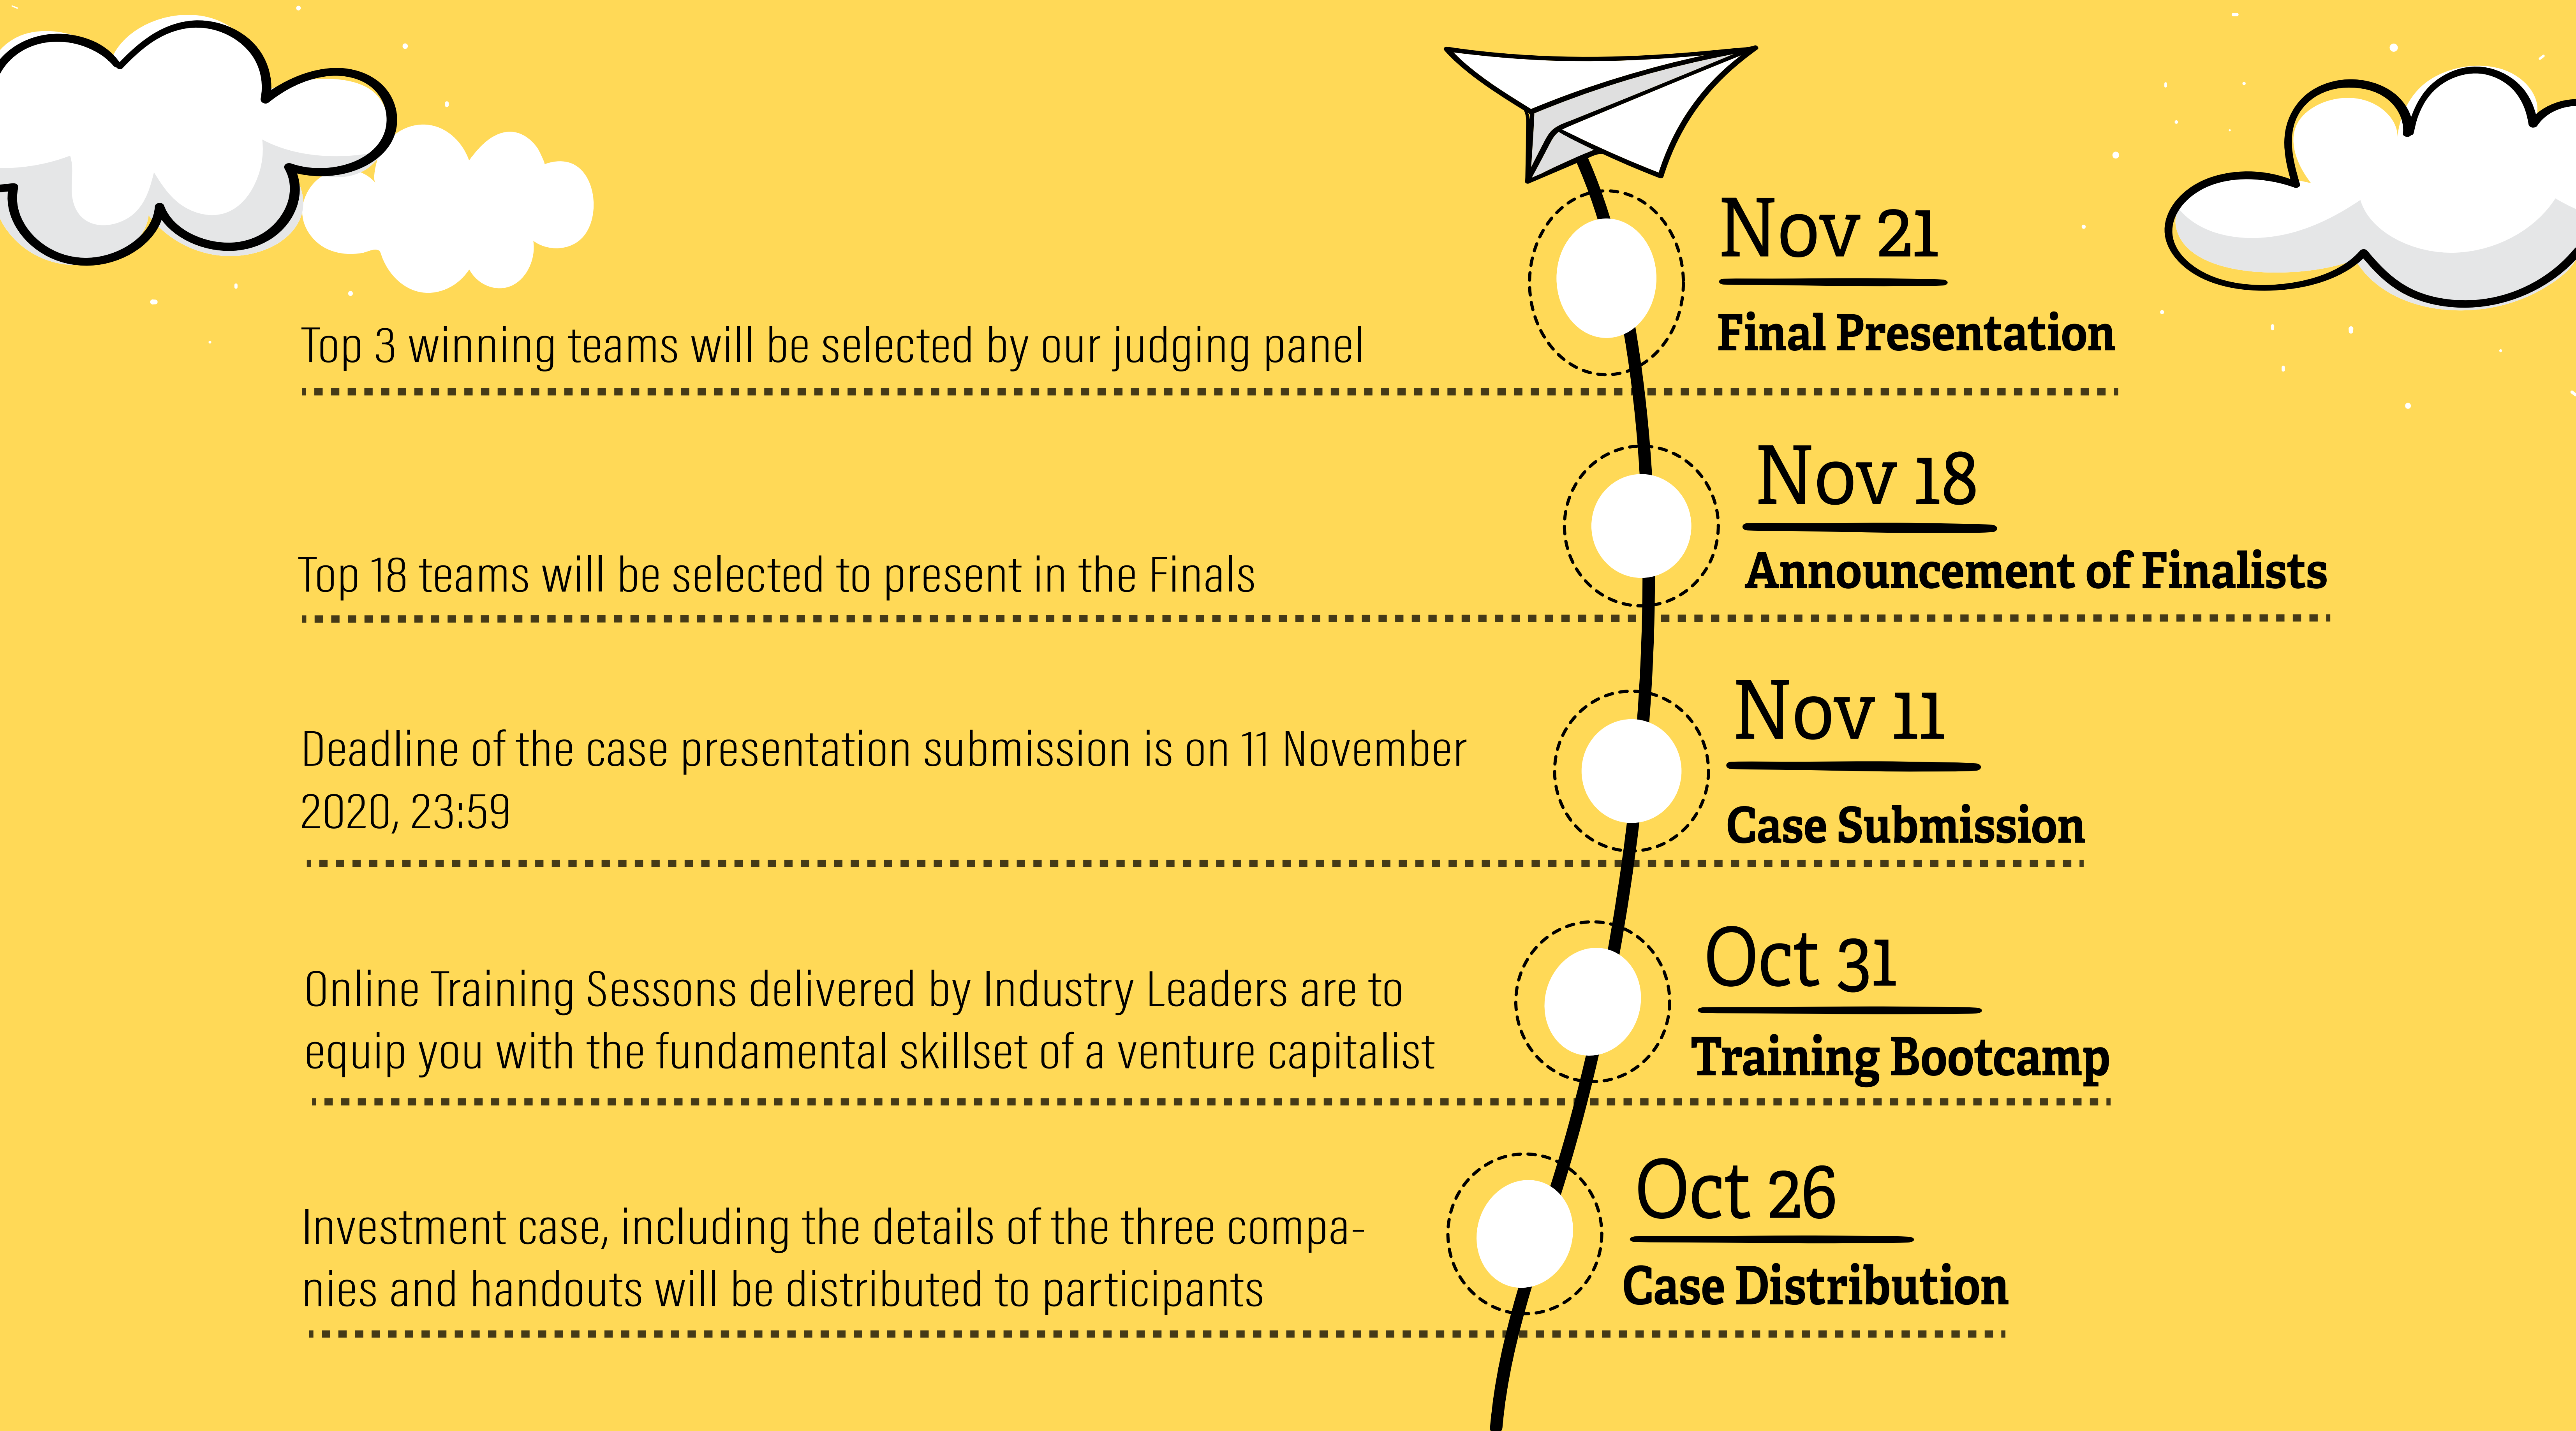 Nov 21
Final Presentation
Top 3 winning teams will be selected by our judging panel
Nov 18
Announcement of Finalists
Top 18 teams will be selected to present in the Finals
Nov 11
Case Submission
Deadline of the case presentation submission is on 11 November
2020, 23:59
Oct 31
Training Bootcamp
Online Training Sessons delivered by Industry Leaders are to
equip you with the fundamental skillset of a venture capitalist
Oct 26
Case Distribution
Investment case, including the details of the three compa-
nies and handouts will be distributed to participants